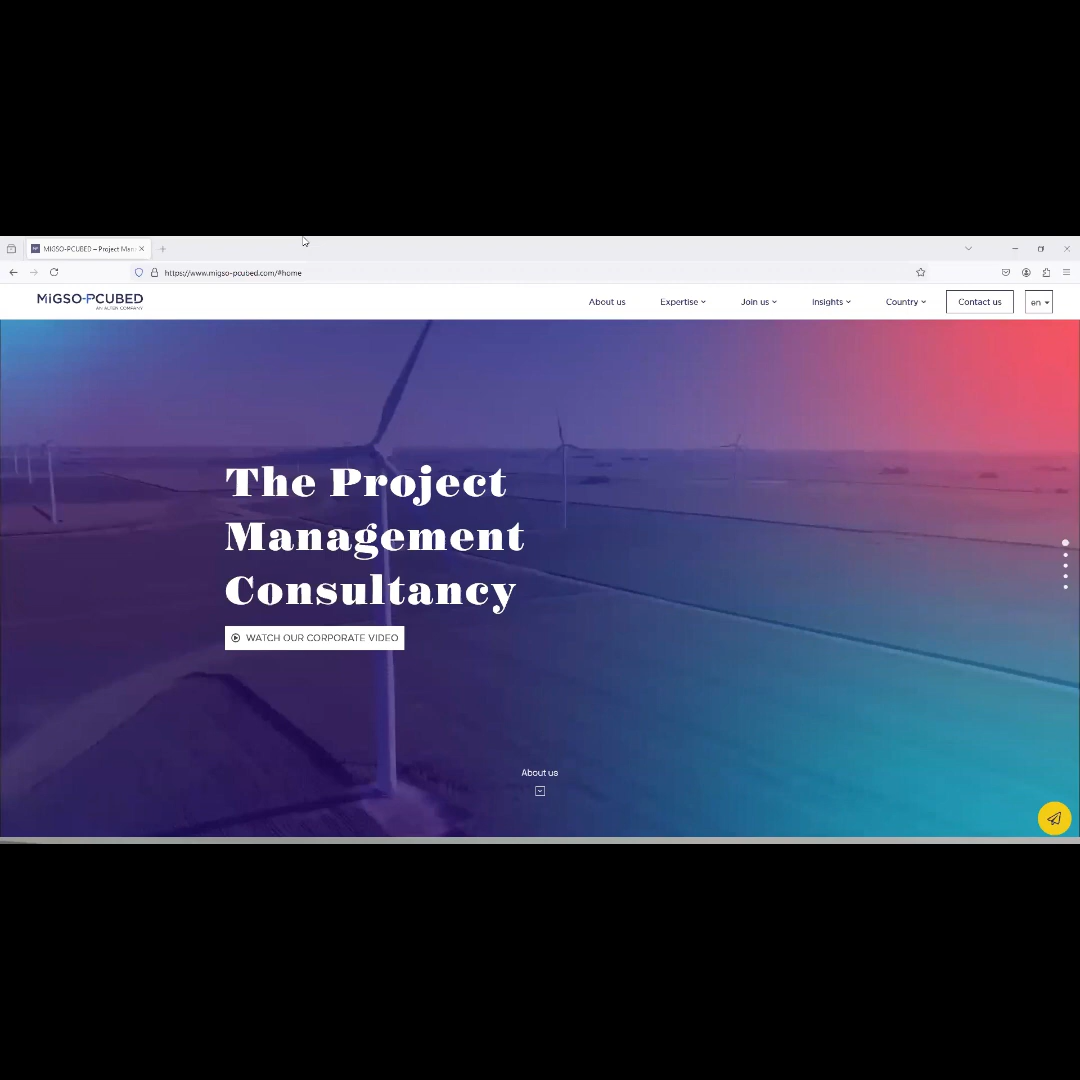 MIGSO-PCUBED – Project Man
https://www.migso-pcubed.com/#home
MiGSO-PCUBED
AN ALTEN COMPANY
About us
Expertise
Join us
Insights
Country
Contact us
en
The Project
Management
Consultancy
WATCH OUR CORPORATE VIDEO
About us